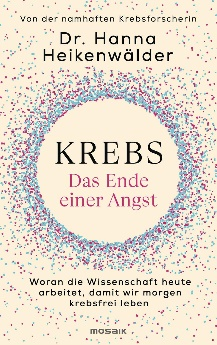 Von der namhaften Krebsforscherin
Dr. Hanna
Heikenwälder
KREBS
Das Ende
einer Angst
Woran die Wissenschaft heute
arbeitet, damit wir morgen
krebsfrei leben
mosaik